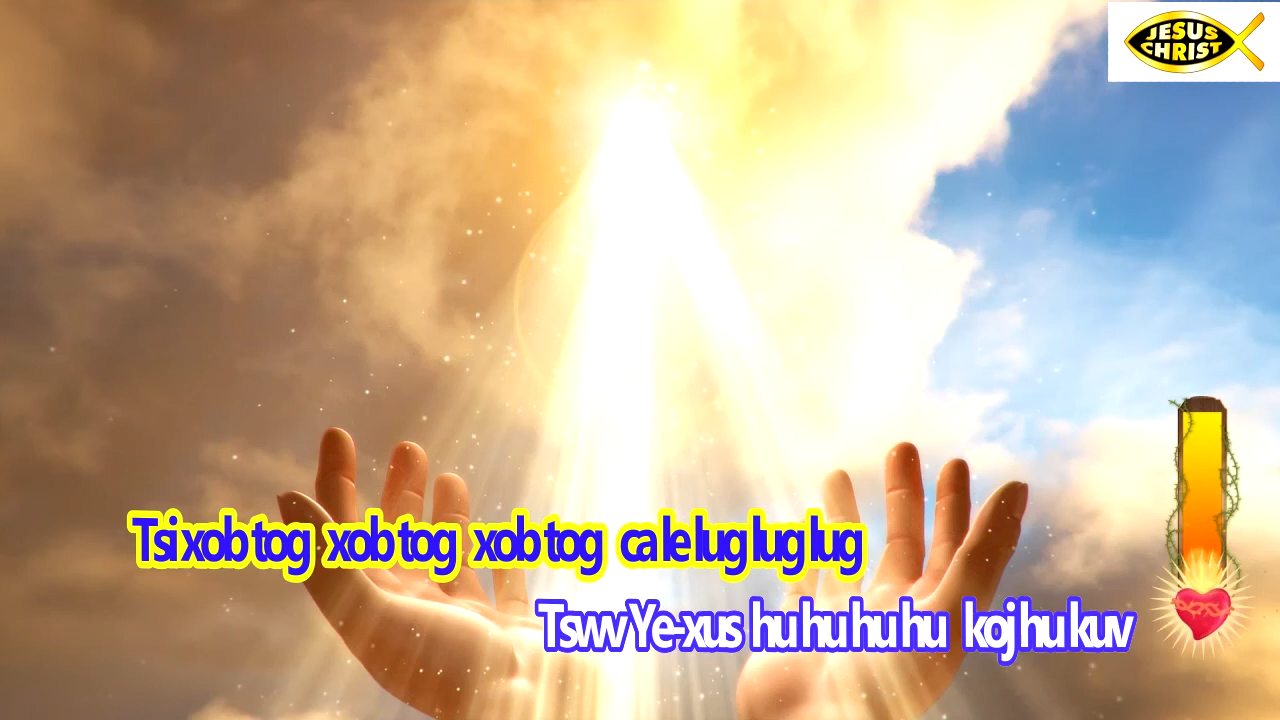 JESUS
CHRIST
Tsi xob tog xob tog xob tog ca le lug lug lug
Tswv Ye-xus hu hu hu hu koj hu kuv